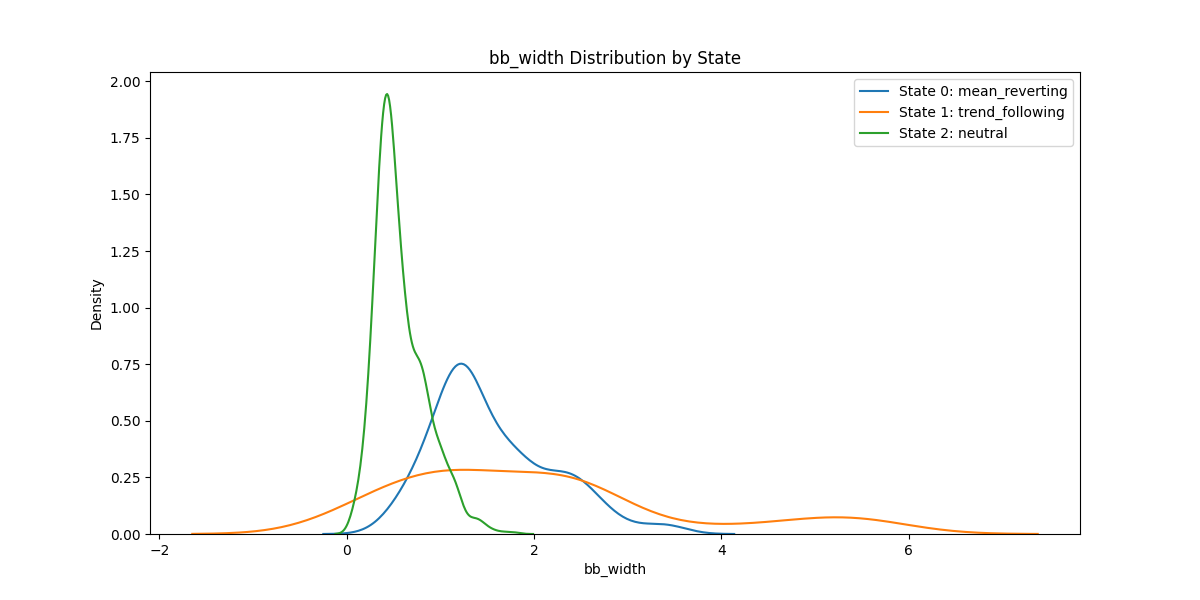 bb_width Distribution by State
2.00
1.75
1.50
1.25
1.00
0.75
0.50
0.25
0.00
Density
State 0: mean_reverting
State 1: trend_following
State 2: neutral
−2
0
2
4
6
bb_width